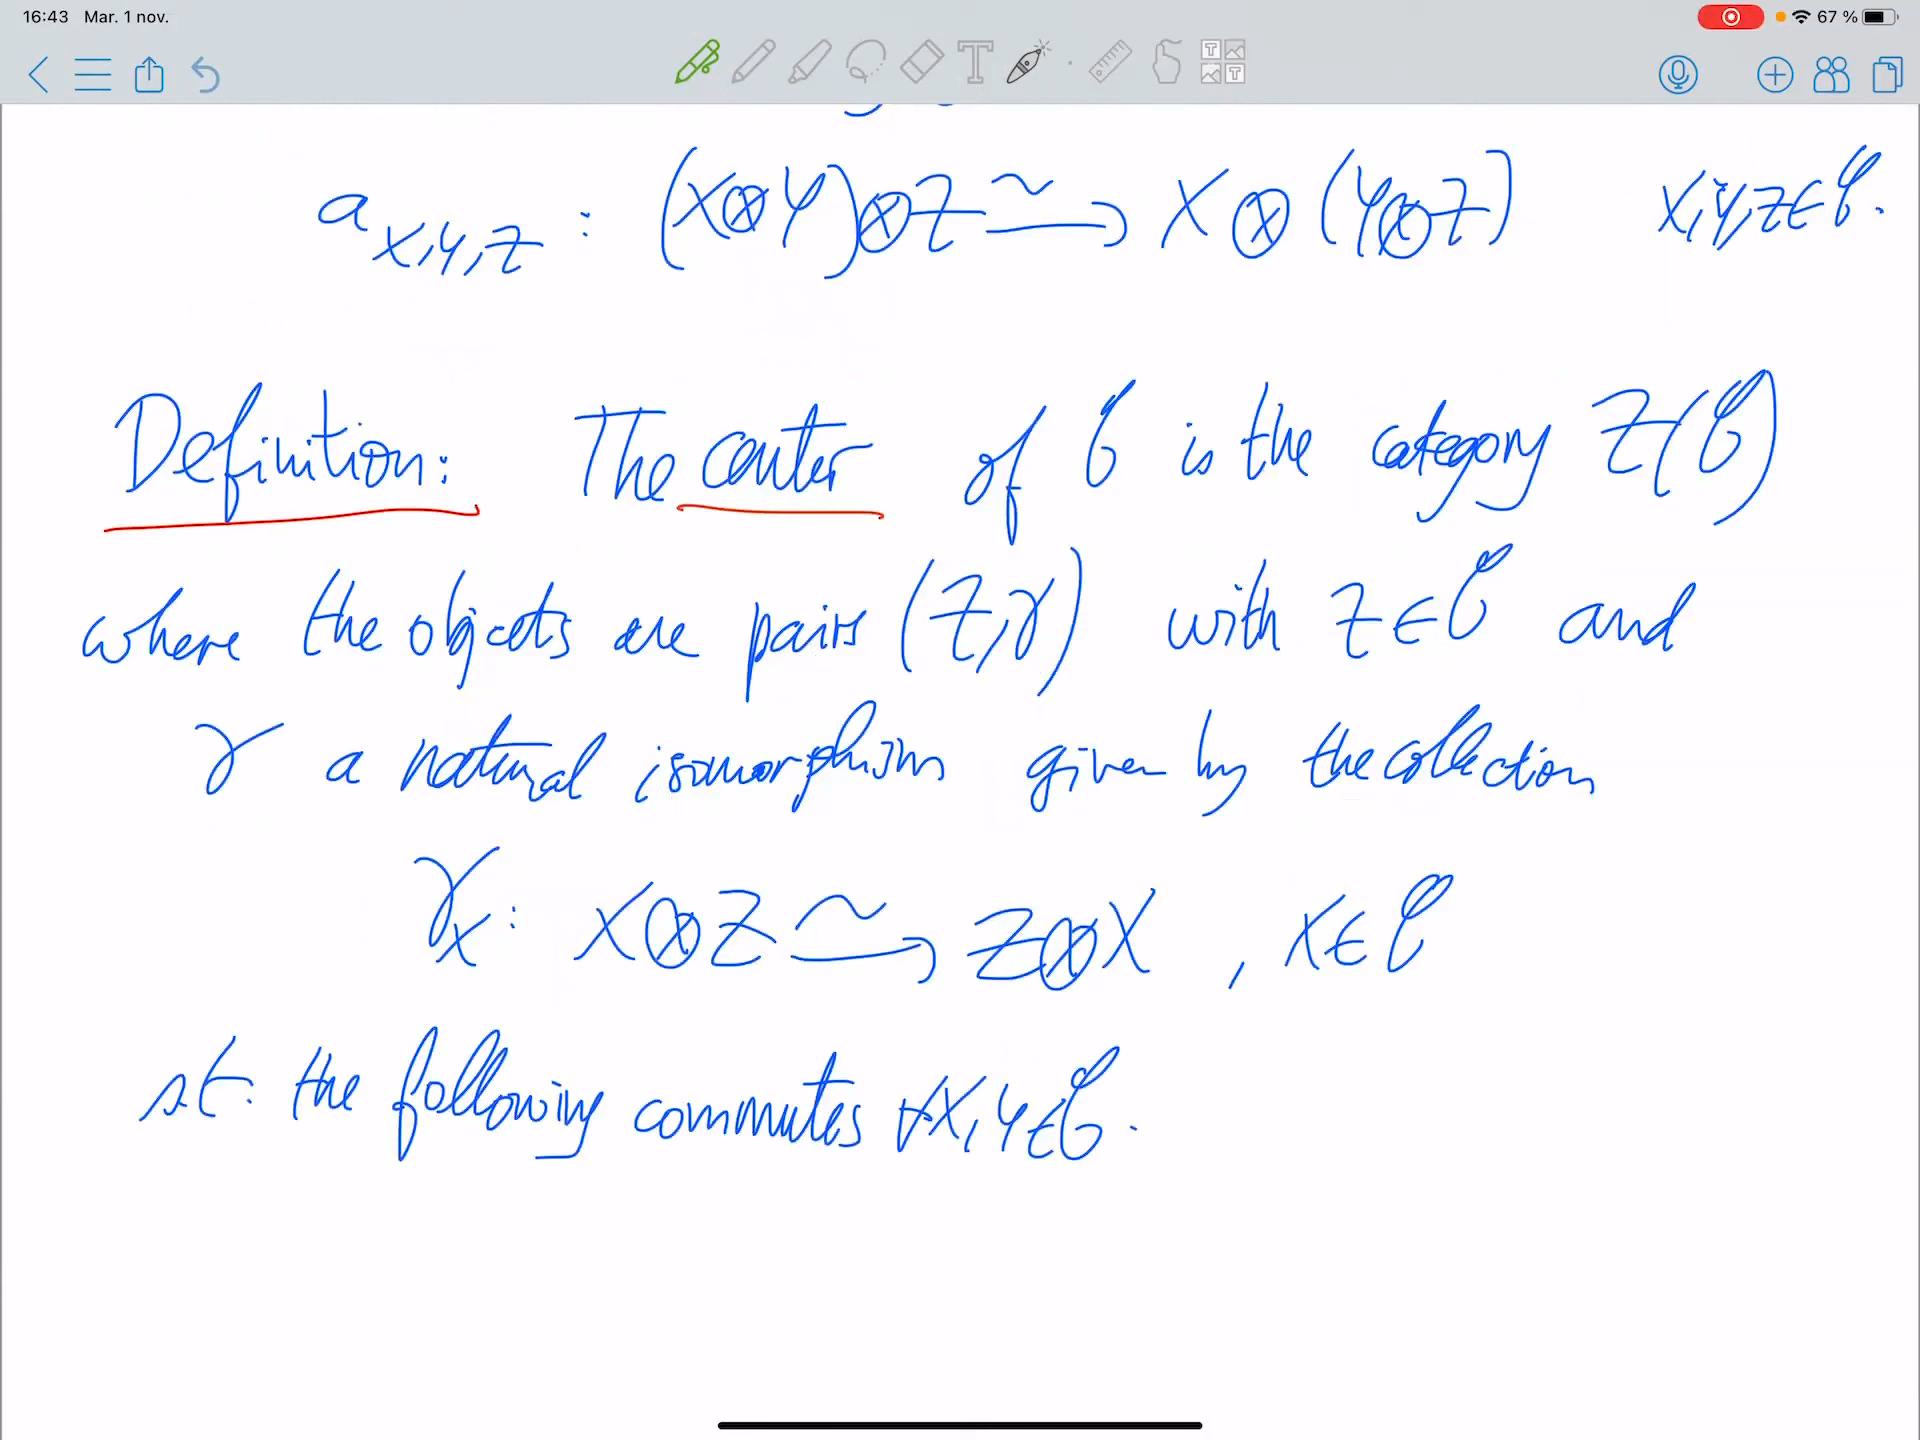 16:43 Mar. 1 nov. 67 %
a_{X,Y,Z} : (X⊗Y)⊗Z ⥲ X⊗(Y⊗Z) X,Y,Z∈𝒞.
Definition: The center of 𝒞 is the category Z(𝒞)
where the objects are pairs (Z,γ) with Z∈𝒞 and
γ a natural isomorphism given by the collection
γ_X : X⊗Z ⥲ Z⊗X , X∈𝒞
s.t. the following commutes ∀X,Y∈𝒞.